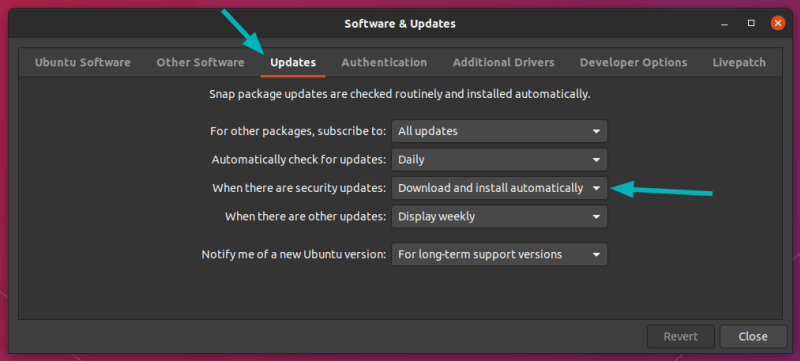 Software & Updates
Ubuntu Software Other Software Updates Authentication Additional Drivers Developer Options Livepatch
Snap package updates are checked routinely and installed automatically.
For other packages, subscribe to: All updates
Automatically check for updates: Daily
When there are security updates: Download and install automatically
When there are other updates: Display weekly
Notify me of a new Ubuntu version: For long-term support versions
Revert Close